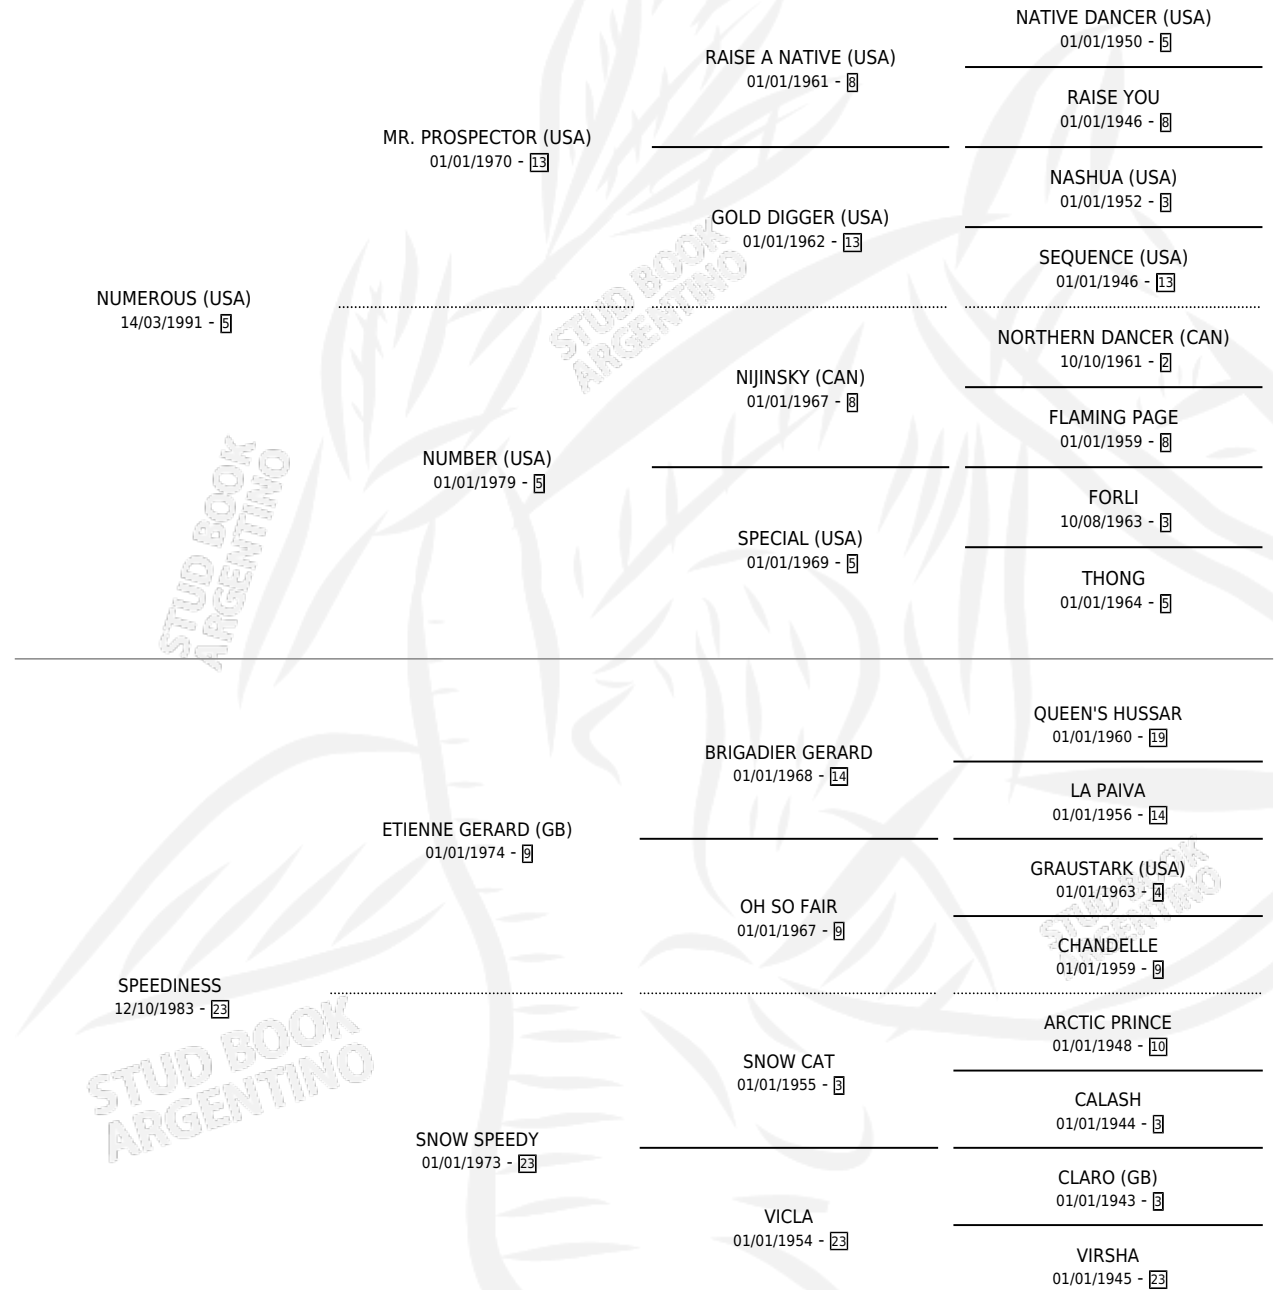 NATIVE DANCER (USA)
01/01/1950 - 5
RAISE A NATIVE (USA)
01/01/1961 - 8
RAISE YOU
01/01/1946 - 8
MR. PROSPECTOR (USA)
01/01/1970 - 13
NASHUA (USA)
01/01/1952 - 3
GOLD DIGGER (USA)
01/01/1962 - 13
SEQUENCE (USA)
01/01/1946 - 13
NUMEROUS (USA)
14/03/1991 - 5
STUD BOOK
ARGENTINO
NORTHERN DANCER (CAN)
10/10/1961 - 2
NIJINSKY (CAN)
01/01/1967 - 8
FLAMING PAGE
01/01/1959 - 8
NUMBER (USA)
01/01/1979 - 5
FORLI
10/08/1963 - 3
SPECIAL (USA)
01/01/1969 - 5
THONG
01/01/1964 - 5
STUD BOOK
ARGENTINO
QUEEN'S HUSSAR
01/01/1960 - 19
BRIGADIER GERARD
01/01/1968 - 14
LA PAIVA
01/01/1956 - 14
ETIENNE GERARD (GB)
01/01/1974 - 9
GRAUSTARK (USA)
01/01/1963 - 4
OH SO FAIR
01/01/1967 - 9
CHANDELLE
01/01/1959 - 9
STUD BOOK
ARGENTINO
SPEEDINESS
12/10/1983 - 23
ARCTIC PRINCE
01/01/1948 - 10
SNOW CAT
01/01/1955 - 3
CALASH
01/01/1944 - 3
STUD BOOK
ARGENTINO
SNOW SPEEDY
01/01/1973 - 23
CLARO (GB)
01/01/1943 - 3
VICLA
01/01/1954 - 23
VIRSHA
01/01/1945 - 23